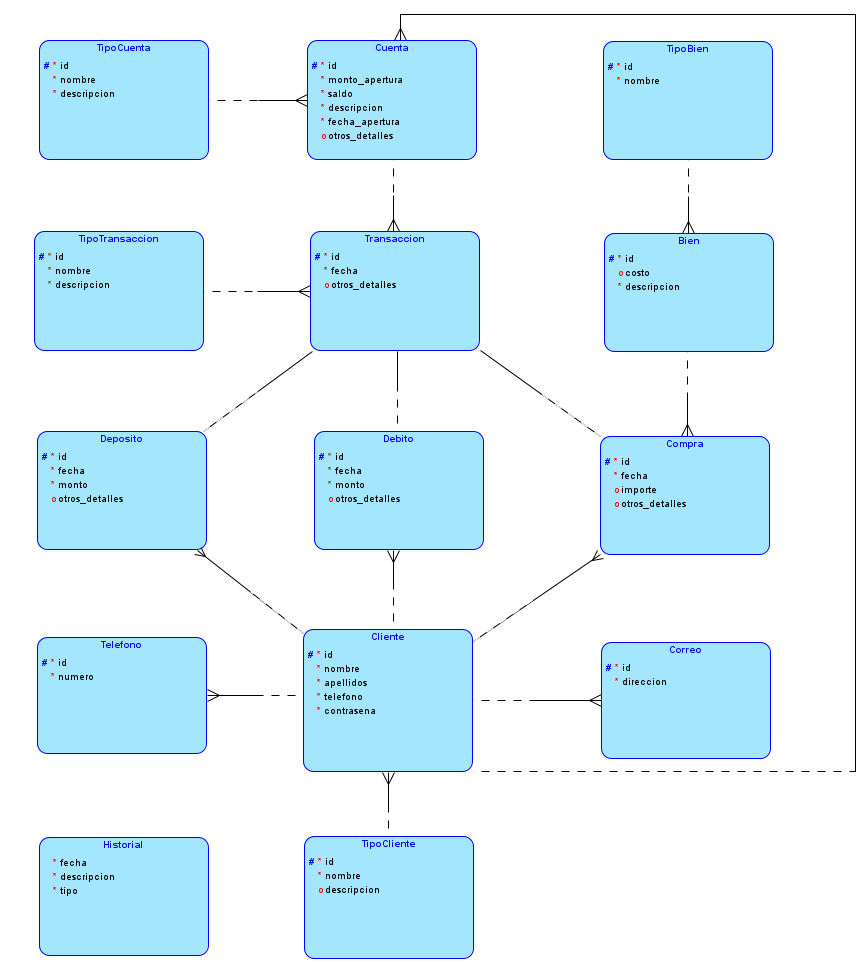 TipoCuenta
# * id
* nombre
* descripcion
Cuenta
# * id
* monto_apertura
* saldo
* descripcion
* fecha_apertura
o otros_detalles
TipoBien
# * id
* nombre
TipoTransaccion
# * id
* nombre
* descripcion
Transaccion
# * id
* fecha
o otros_detalles
Bien
# * id
o costo
* descripcion
Deposito
# * id
* fecha
* monto
o otros_detalles
Debito
# * id
* fecha
* monto
o otros_detalles
Compra
# * id
* fecha
o importe
o otros_detalles
Telefono
# * id
* numero
Cliente
# * id
* nombre
* apellidos
* telefono
* contrasena
Correo
# * id
* direccion
Historial
* fecha
* descripcion
* tipo
TipoCliente
# * id
* nombre
o descripcion